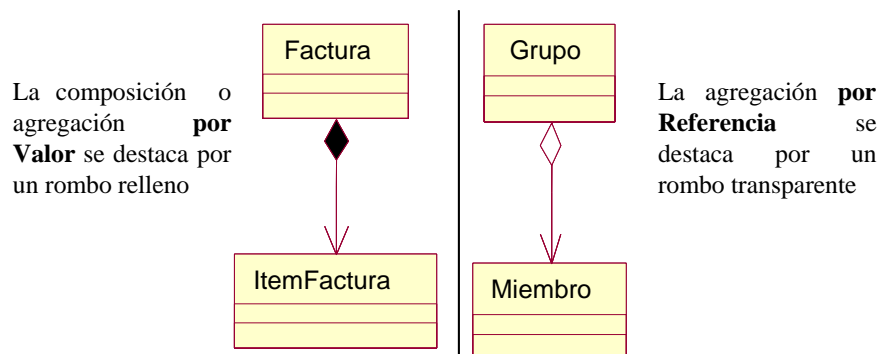 La composición o
agregación por
Valor se destaca por
un rombo relleno
Factura
ItemFactura
Grupo
Miembro
La agregación por
Referencia se
destaca por un
rombo transparente